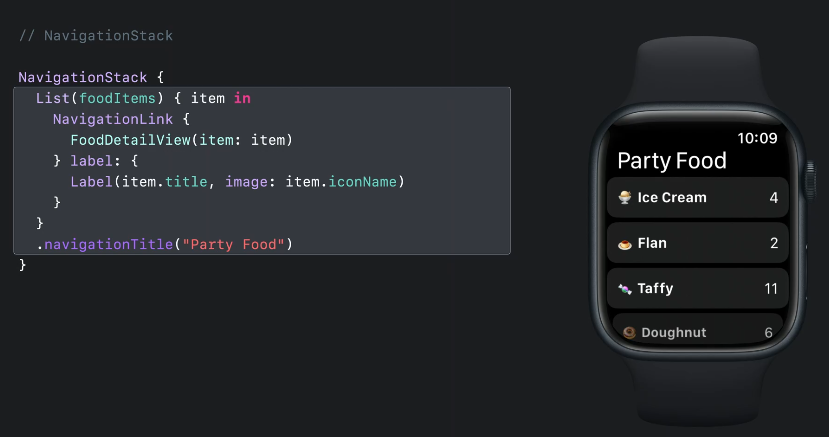 // NavigationStack
NavigationStack {
List(foodItems) { item in
NavigationLink {
FoodDetailView(item: item)
} label: {
Label(item.title, image: item.iconName)
}
}
.navigationTitle("Party Food")
}
10:09
Party Food
Ice Cream 4
Flan 2
Taffy 11
Doughnut 6